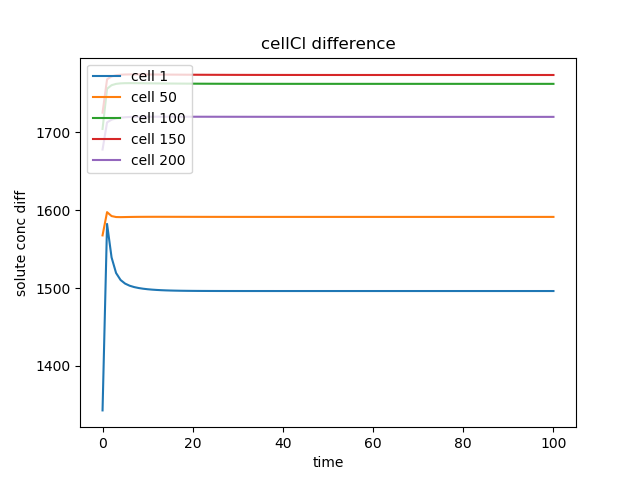 cellCl difference
cell 1
cell 50
cell 100
cell 150
cell 200
1700
1600
1500
1400
solute conc diff
0 20 40 60 80 100
time